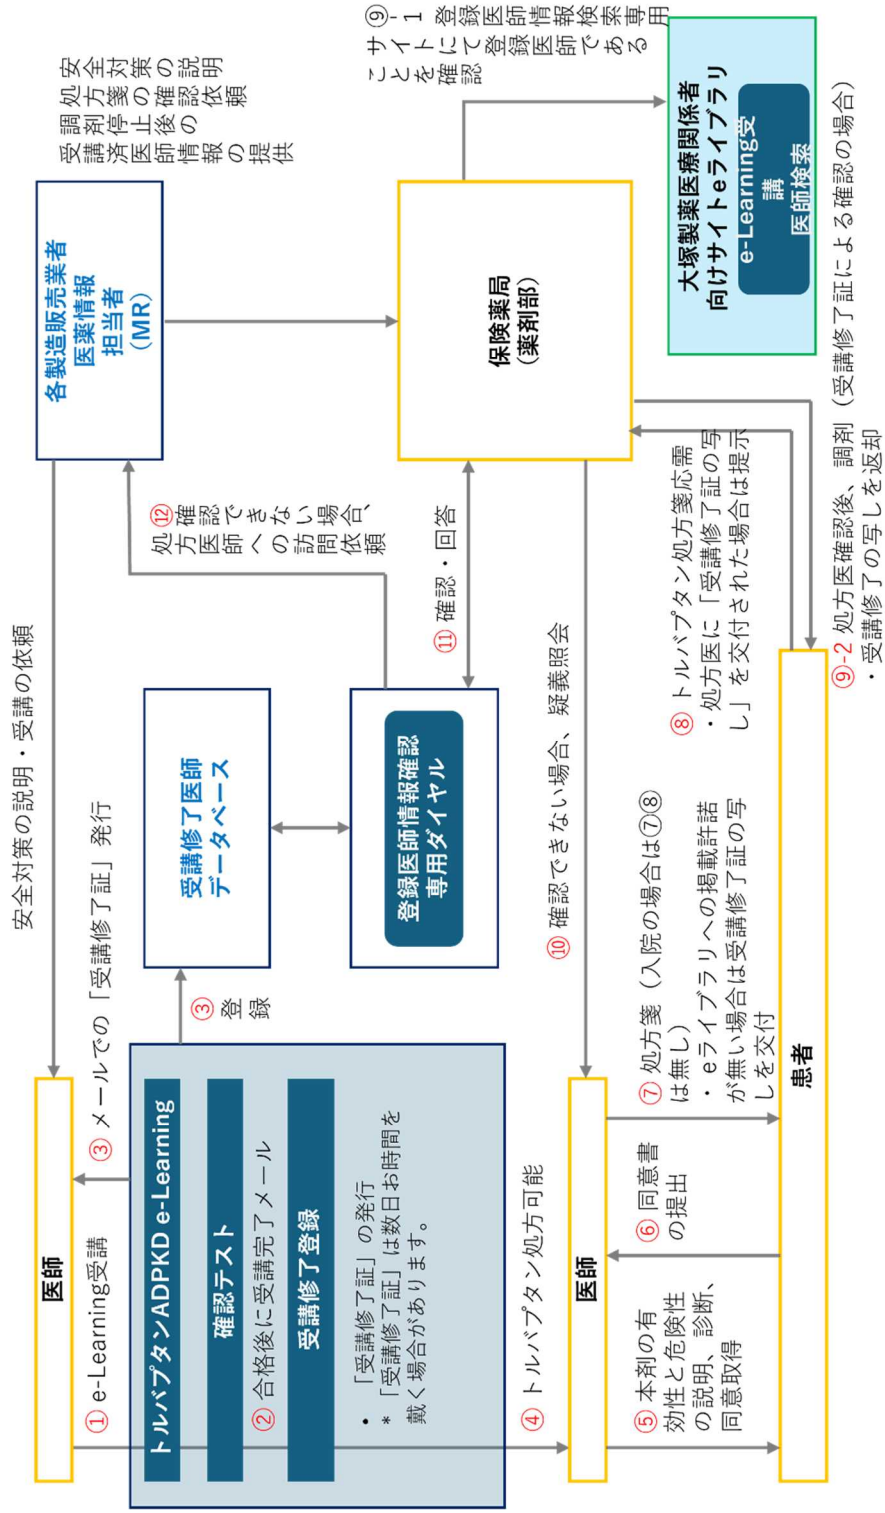 安全対策の説明・受講の依頼
医師
① e-Learning受講
③ メールでの「受講修了証」発行
トルバプタンADPKD e-Learning
確認テスト
② 合格後に受講完了メール
受講修了登録
• 「受講修了証」の発行
* 「受講修了証」は数日お時間を
戴く場合があります。
③
登
録
受講修了医師
データベース
登録医師情報確認
専用ダイヤル
各製造販売業者
医薬情報
担当者
（MR）
安全対策の説明
処方箋の確認依頼
調剤停止後の
受講済医師情報の提供
⑫確認できない場合、
処方医師への訪問依
頼
⑪ 確認・回答
保険薬局
（薬剤部）
⑨-1 登録医師情報検索専用
サイトにて登録医師である
ことを確認
大塚製薬医療関係者
向けサイトeライブラリ
e-Learning受
講
医師検索
④ トルバプタン処方可能
⑩ 確認できない場合、疑義照会
医師
⑤ 本剤の有
効性と危険性
の説明、診断、
同意取得
⑥ 同意書
の提出
⑦ 処方箋（入院の場合は⑦⑧
は無し）
・eライブラリへの掲載許諾
が無い場合は受講修了証の写
しを交付
⑧ トルバプタン処方箋応需
・処方医に「受講修了証の写
し」を交付された場合は提示
患者
⑨-2 処方医確認後、調剤（受講修了証による確認の場合）
・受講修了の写しを返却